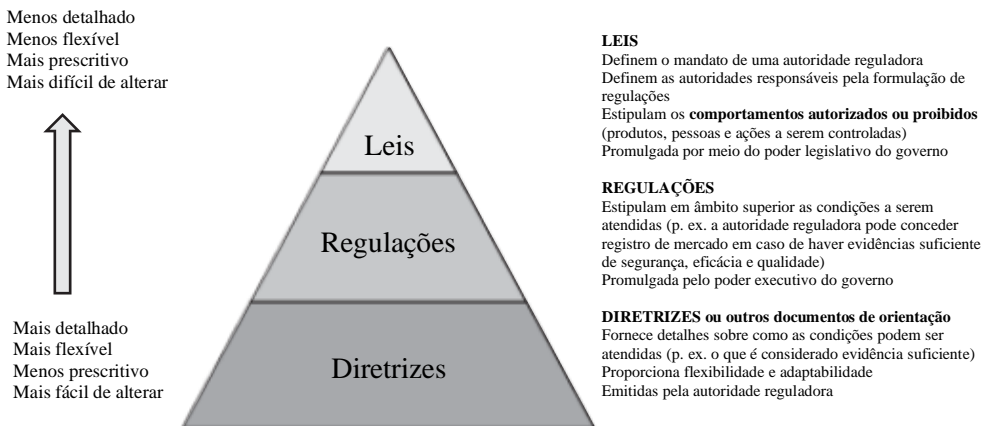 Menos detalhado
Menos flexível
Mais prescritivo
Mais difícil de alterar
Mais detalhado
Mais flexível
Menos prescritivo
Mais fácil de alterar
Leis
Regulações
Diretrizes
LEIS
Definem o mandato de uma autoridade reguladora
Definem as autoridades responsáveis pela formulação de
regulações
Estipulam os comportamentos autorizados ou proibidos
(produtos, pessoas e ações a serem controladas)
Promulgada por meio do poder legislativo do governo
REGULAÇÕES
Estipulam em âmbito superior as condições a serem
atendidas (p. ex. a autoridade reguladora pode conceder
registro de mercado em caso de haver evidências suficiente
de segurança, eficácia e qualidade)
Promulgada pelo poder executivo do governo
DIRETRIZES ou outros documentos de orientação
Fornece detalhes sobre como as condições podem ser
atendidas (p. ex. o que é considerado evidência suficiente)
Proporciona flexibilidade e adaptabilidade
Emitidas pela autoridade reguladora